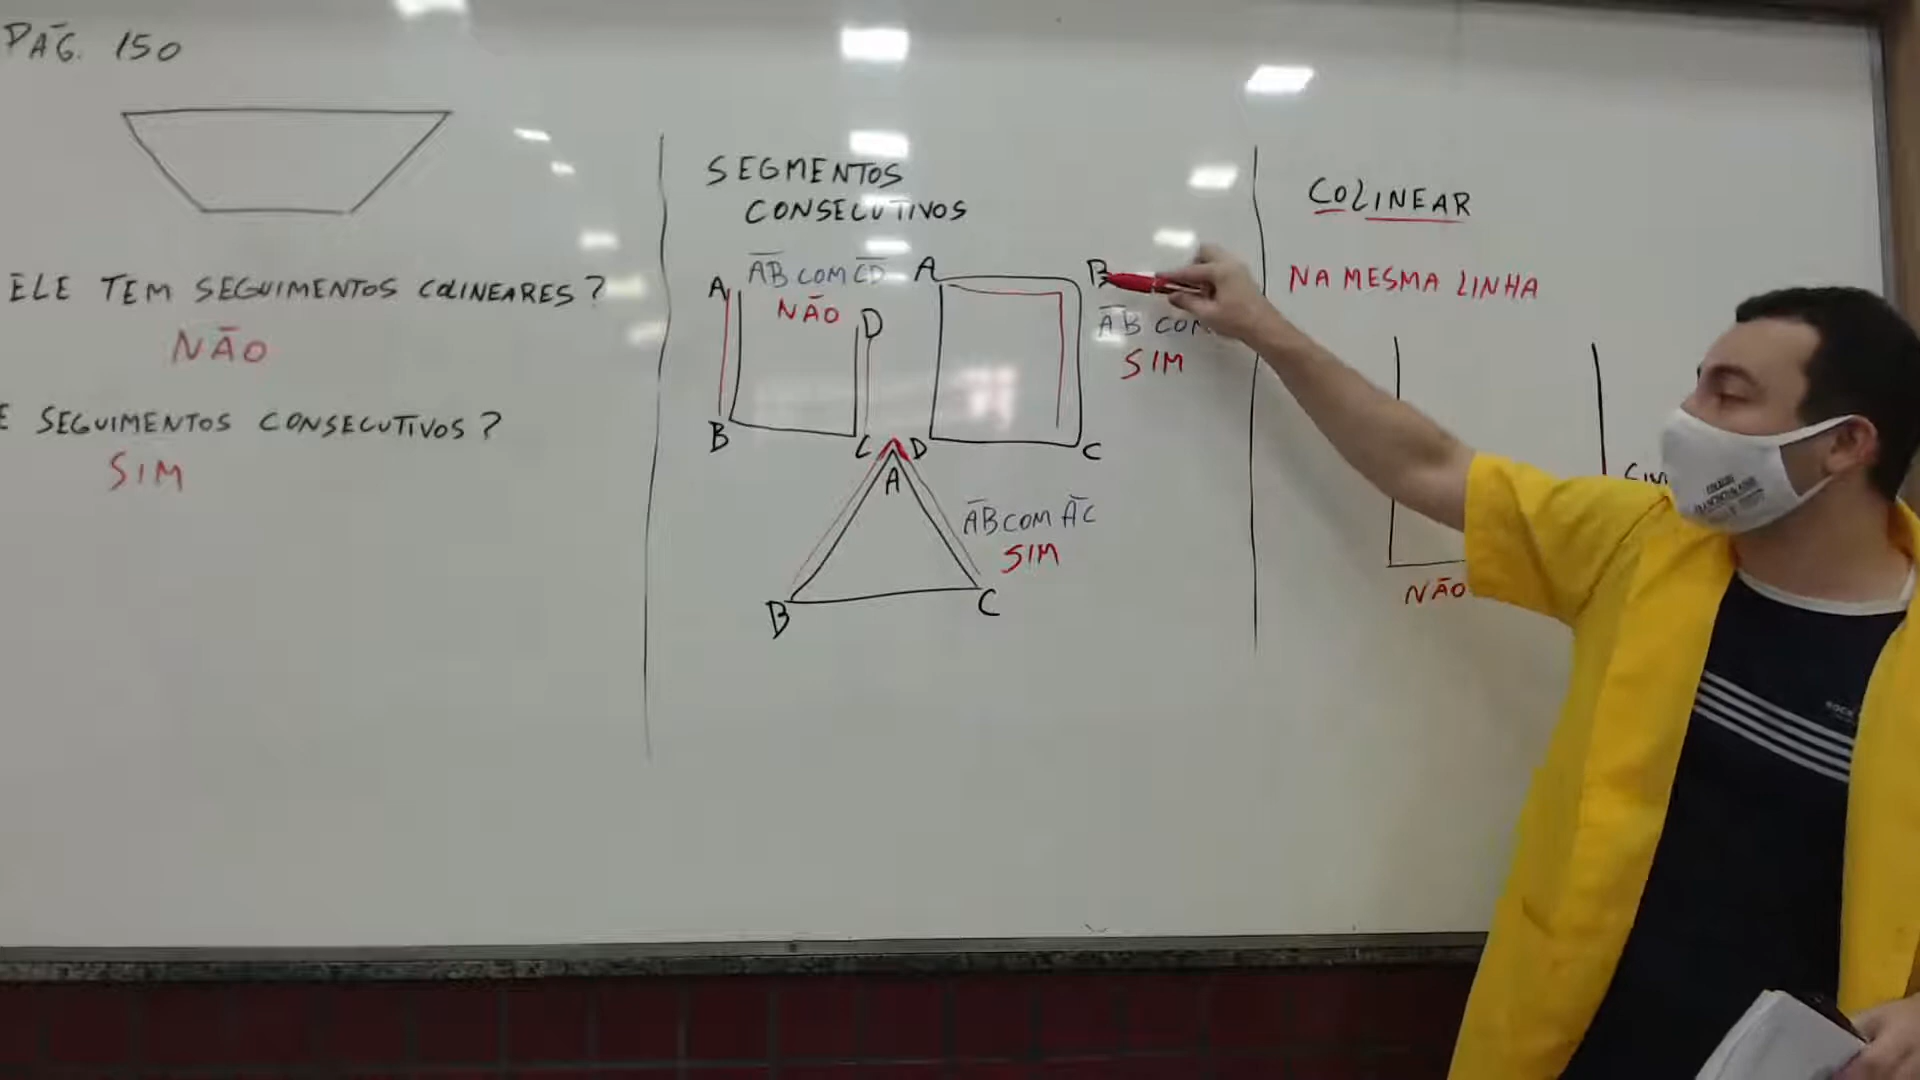 PÁG. 150
ELE TEM SEGUIMENTOS COLINEARES?
NÃO
E SEGUIMENTOS CONSECUTIVOS?
SIM
SEGMENTOS
CONSECUTIVOS
A
AB COM CD
NÃO
D
B
C
A
B
AB COM
SIM
D
C
A
AB COM AC
SIM
B
C
COLINEAR
NA MESMA LINHA
NÃO